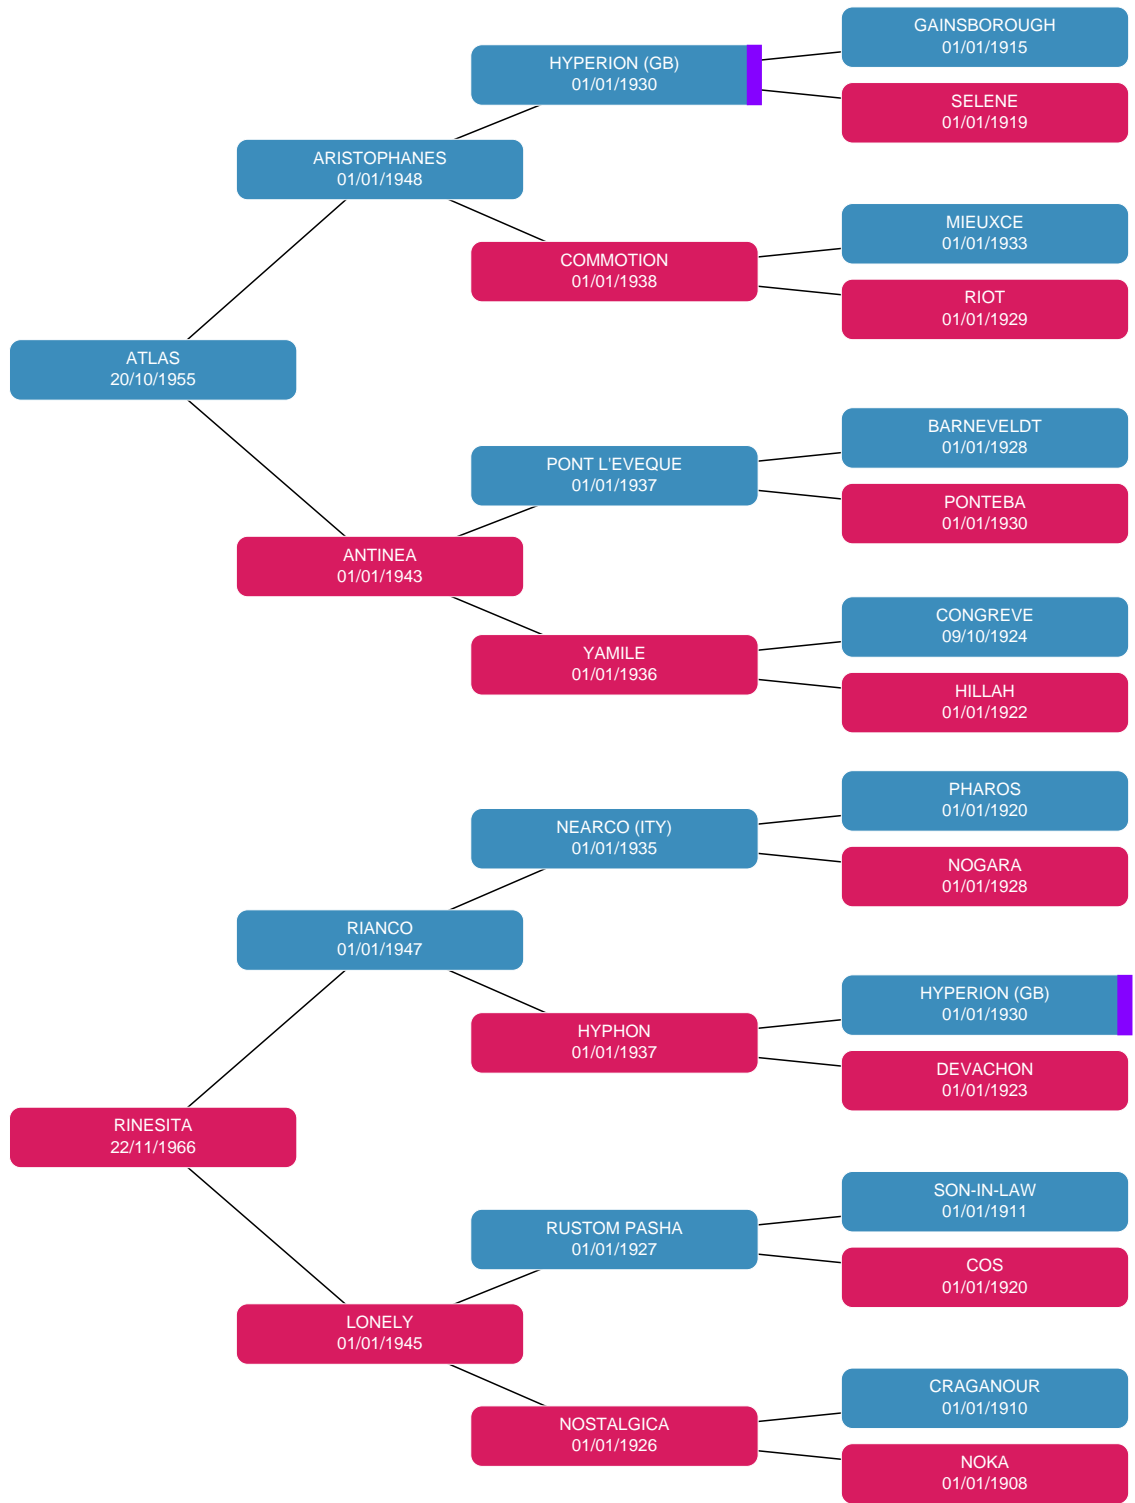 GAINSBOROUGH
01/01/1915
HYPERION (GB)
01/01/1930
SELENE
01/01/1919
ARISTOPHANES
01/01/1948
MIEUXCE
01/01/1933
COMMOTION
01/01/1938
RIOT
01/01/1929
ATLAS
20/10/1955
BARNEVELDT
01/01/1928
PONT L'EVEQUE
01/01/1937
PONTEBA
01/01/1930
ANTINEA
01/01/1943
CONGREVE
09/10/1924
YAMILE
01/01/1936
HILLAH
01/01/1922
PHAROS
01/01/1920
NEARCO (ITY)
01/01/1935
NOGARA
01/01/1928
RIANCO
01/01/1947
HYPERION (GB)
01/01/1930
HYPHON
01/01/1937
DEVACHON
01/01/1923
RINESITA
22/11/1966
SON-IN-LAW
01/01/1911
RUSTOM PASHA
01/01/1927
COS
01/01/1920
LONELY
01/01/1945
CRAGANOUR
01/01/1910
NOSTALGICA
01/01/1926
NOKA
01/01/1908